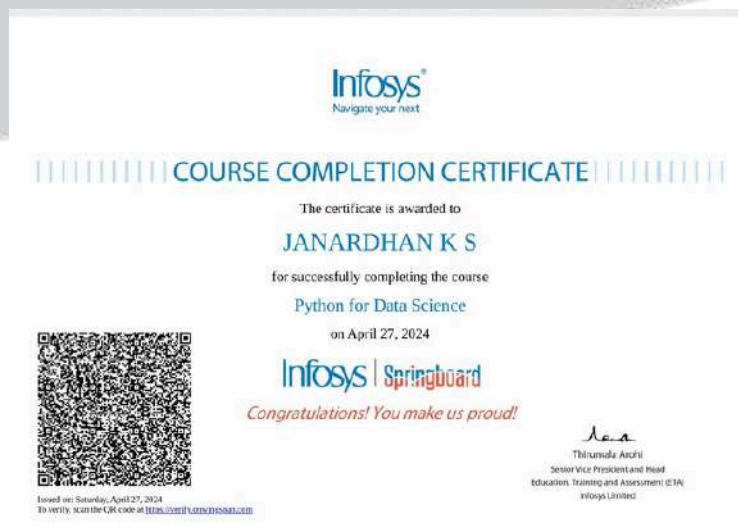 Infosys®
Navigate your next
COURSE COMPLETION CERTIFICATE
The certificate is awarded to
JANARDHAN K S
for successfully completing the course
Python for Data Science
on April 27, 2024
Infosys | Springboard
Congratulations! You make us proud!
Thirumala Arohi
Senior Vice President and Head
Education, Training and Assessment (ETA)
Infosys Limited
Issued on: Saturday, April 27, 2024
To verify, scan the QR code at https://verify.onwingspan.com